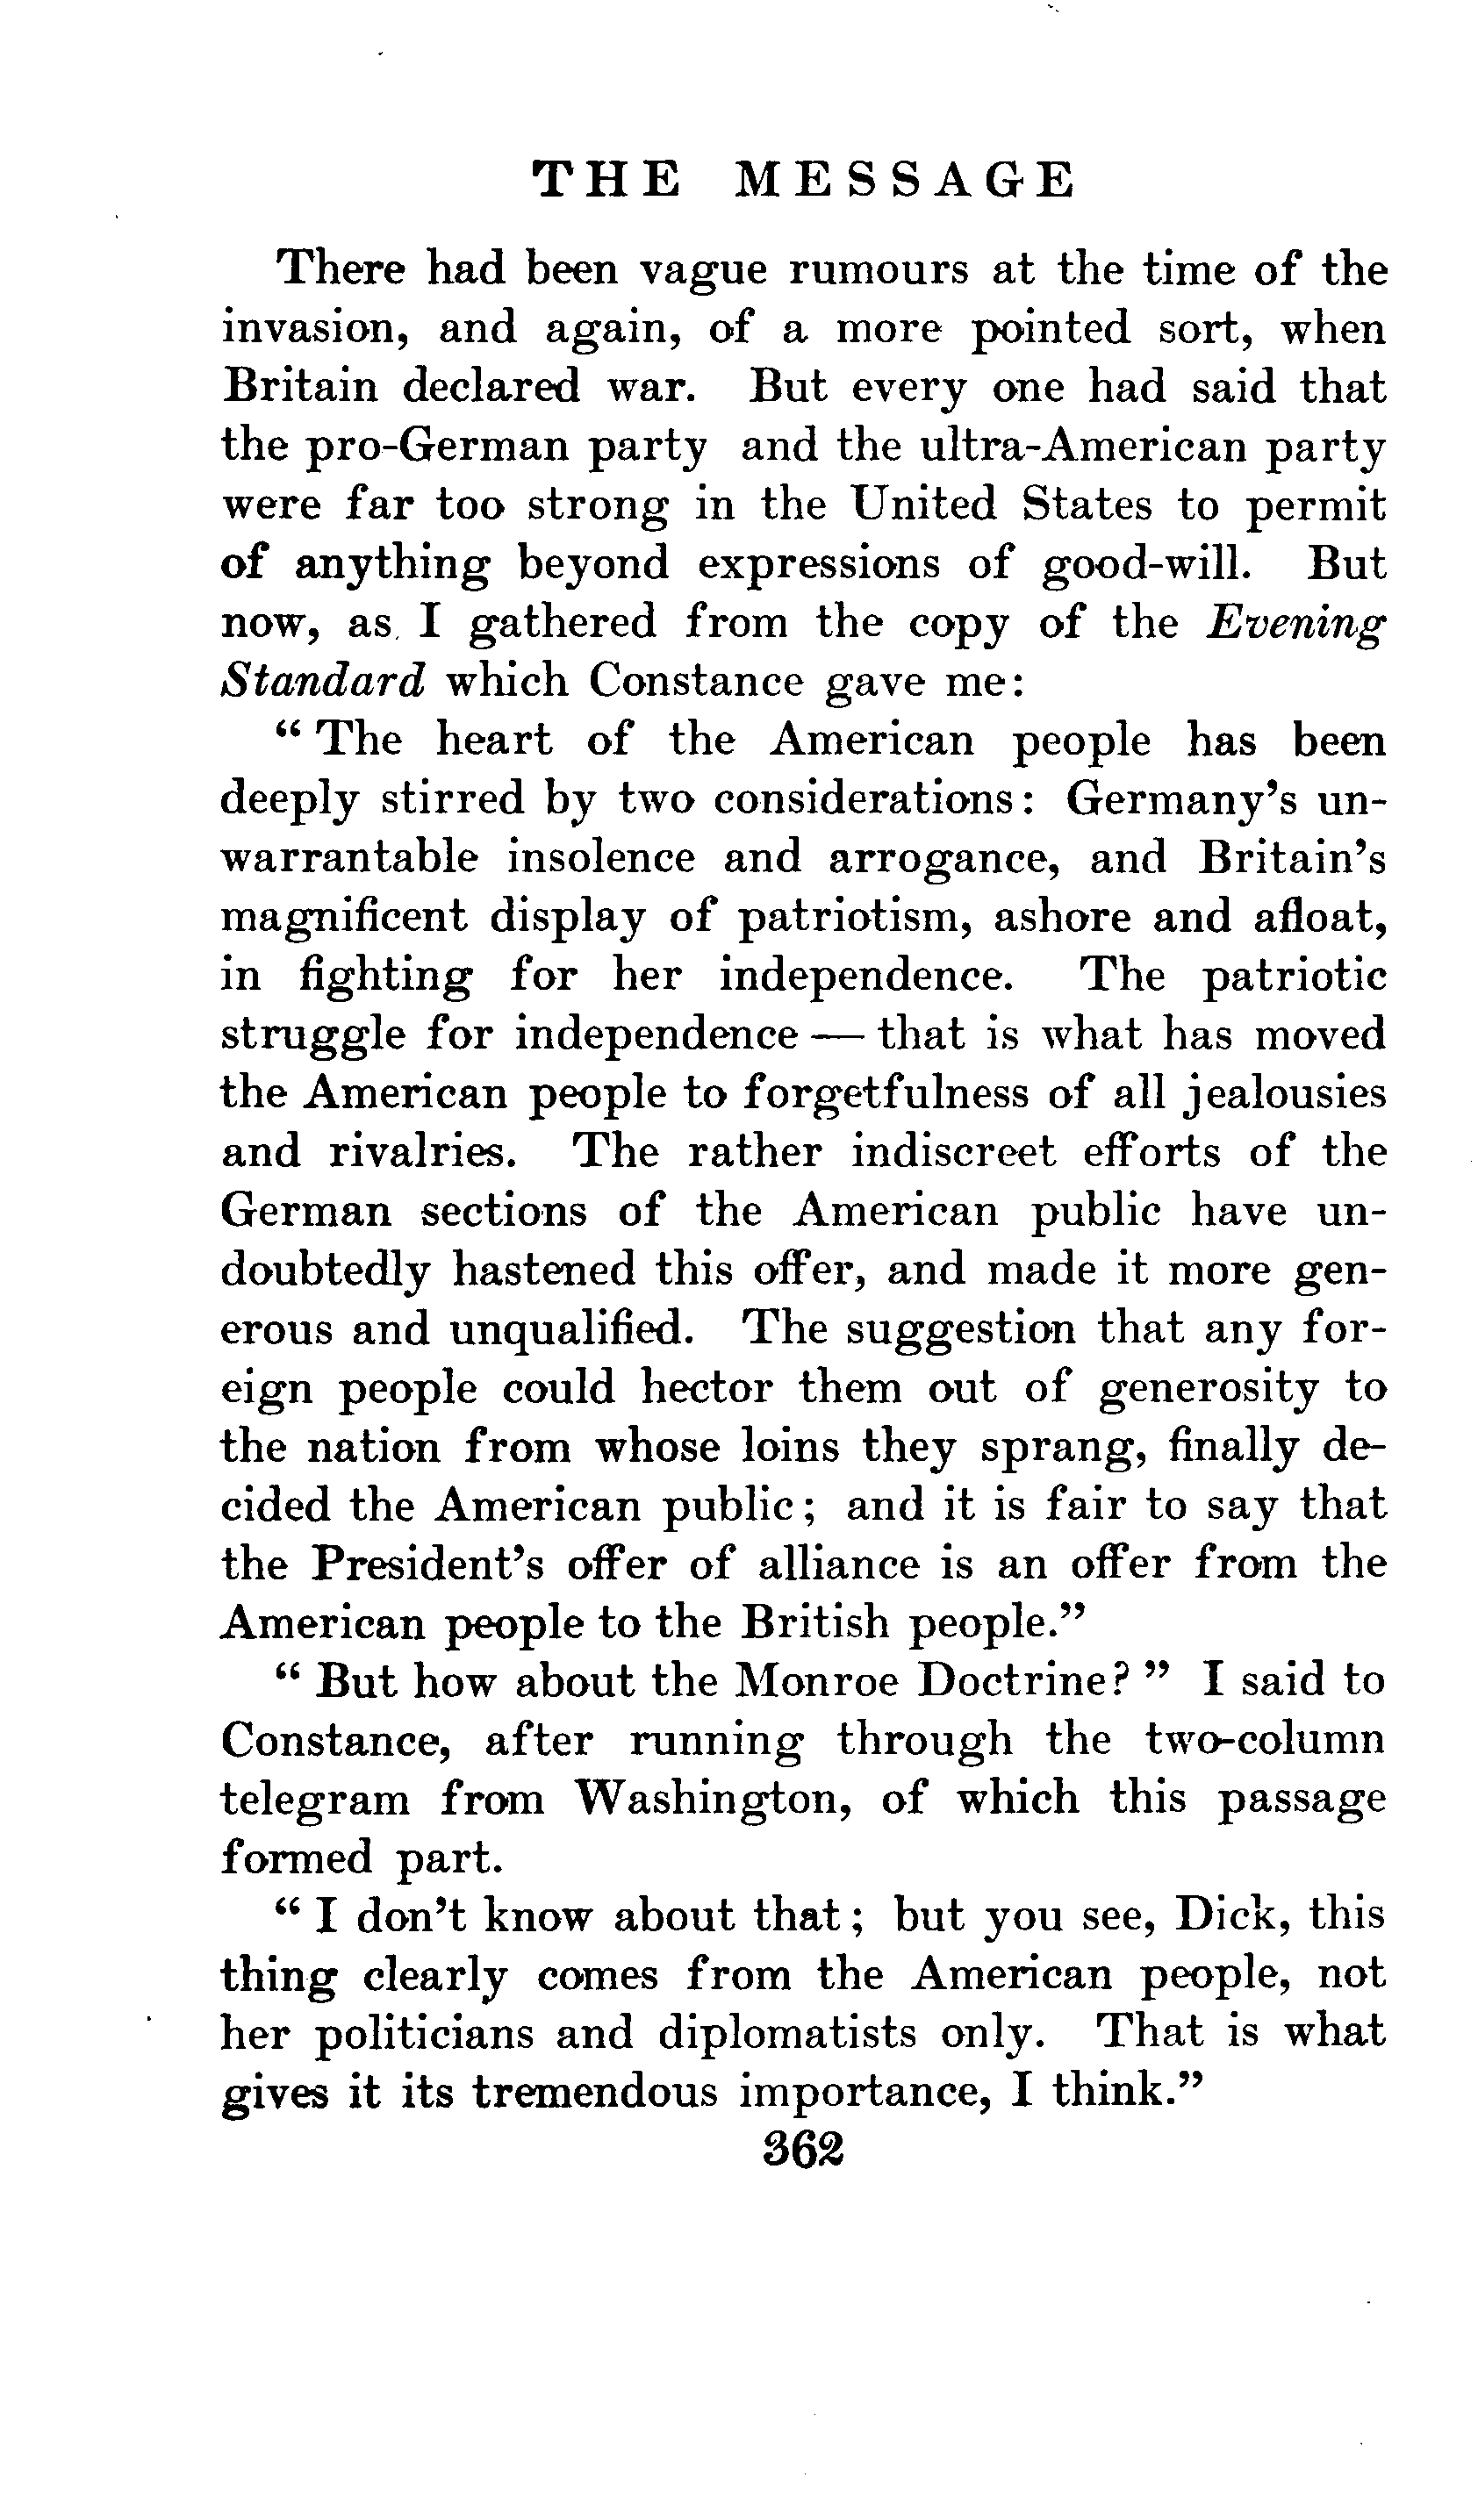 THE MESSAGE
There had been vague rumours at the time of the
invasion, and again, of a more pointed sort, when
Britain declared war. But every one had said that
the pro-German party and the ultra-American party
were far too strong in the United States to permit
of anything beyond expressions of good-will. But
now, as I gathered from the copy of the Evening
Standard which Constance gave me:
“ The heart of the American people has been
deeply stirred by two considerations: Germany’s un-
warrantable insolence and arrogance, and Britain’s
magnificent display of patriotism, ashore and afloat,
in fighting for her independence. The patriotic
struggle for independence — that is what has moved
the American people to forgetfulness of all jealousies
and rivalries. The rather indiscreet efforts of the
German sections of the American public have un-
doubtedly hastened this offer, and made it more gen-
erous and unqualified. The suggestion that any for-
eign people could hector them out of generosity to
the nation from whose loins they sprang, finally de-
cided the American public; and it is fair to say that
the President’s offer of alliance is an offer from the
American people to the British people.”
“ But how about the Monroe Doctrine? ” I said to
Constance, after running through the two-column
telegram from Washington, of which this passage
formed part.
“ I don’t know about that; but you see, Dick, this
thing clearly comes from the American people, not
her politicians and diplomatists only. That is what
gives it its tremendous importance, I think.”
362